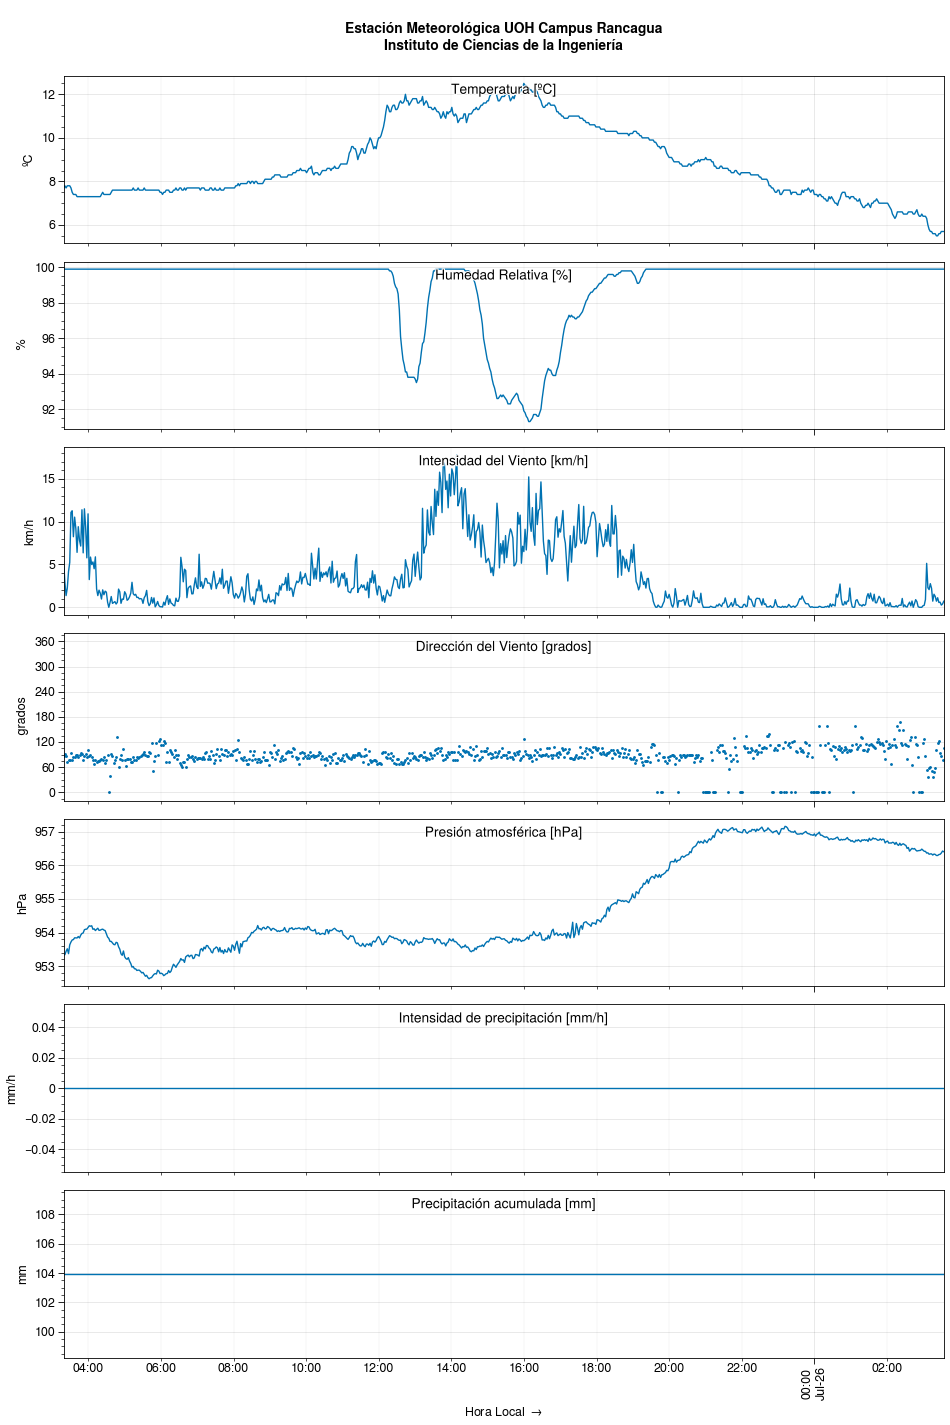 Estación Meteorológica UOH Campus Rancagua
Instituto de Ciencias de la Ingeniería
Temperatura [ºC]
ºC
12
10
8
6
Humedad Relativa [%]
%
100
98
96
94
92
Intensidad del Viento [km/h]
km/h
15
10
5
0
Dirección del Viento [grados]
grados
360
300
240
180
120
60
0
Presión atmosférica [hPa]
hPa
957
956
955
954
953
Intensidad de precipitación [mm/h]
mm/h
0.04
0.02
0
−0.02
−0.04
Precipitación acumulada [mm]
mm
108
106
104
102
100
04:00 06:00 08:00 10:00 12:00 14:00 16:00 18:00 20:00 22:00 00:00 02:00
Jul-26
Hora Local →